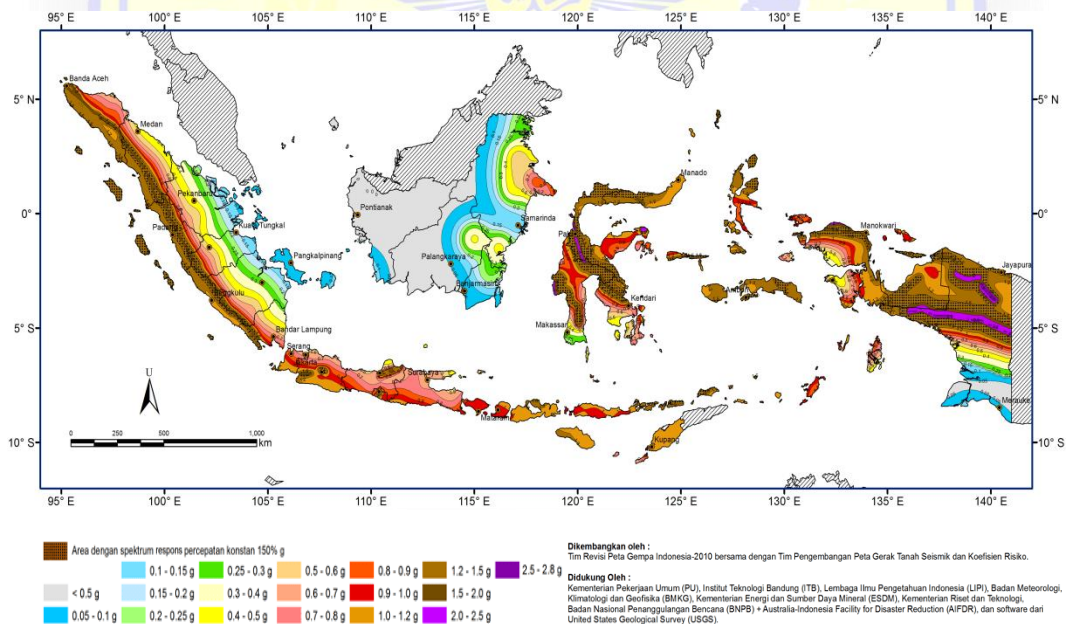 95° E 100° E 105° E 110° E 115° E 120° E 125° E 130° E 135° E 140° E
5° N
5° N
0°
0°
5° S
5° S
10° S
10° S
Banda Aceh
Medan
Pekanbaru
Padang
Kuala Tungkal
Pangkalpinang
Bengkulu
Bandar Lampung
Serang
Jakarta
Surabaya
Mataram
Kupang
Pontianak
Palangkaraya
Banjarmasin
Samarinda
Manado
Palu
Kendari
Makassar
Ambon
Manokwari
Jayapura
Merauke
U
0 250 500 1,000
km
95° E 100° E 105° E 110° E 115° E 120° E 125° E 130° E 135° E 140° E
Area dengan spektrum respons percepatan konstan 150% g
0.1 - 0.15 g 0.25 - 0.3 g 0.5 - 0.6 g 0.8 - 0.9 g 1.2 - 1.5 g 2.5 - 2.8 g
< 0.5 g 0.15 - 0.2 g 0.3 - 0.4 g 0.6 - 0.7 g 0.9 - 1.0 g 1.5 - 2.0 g
0.05 - 0.1 g 0.2 - 0.25 g 0.4 - 0.5 g 0.7 - 0.8 g 1.0 - 1.2 g 2.0 - 2.5 g
Dikembangkan oleh :
Tim Revisi Peta Gempa Indonesia-2010 bersama dengan Tim Pengembangan Peta Gerak Tanah Seismik dan Koefisien Risiko.
Didukung Oleh :
Kementerian Pekerjaan Umum (PU), Institut Teknologi Bandung (ITB), Lembaga Ilmu Pengetahuan Indonesia (LIPI), Badan Meteorologi,
Klimatologi dan Geofisika (BMKG), Kementerian Energi dan Sumber Daya Mineral (ESDM), Kementerian Riset dan Teknologi,
Badan Nasional Penanggulangan Bencana (BNPB) + Australia-Indonesia Facility for Disaster Reduction (AIFDR), dan software dari
United States Geological Survey (USGS).